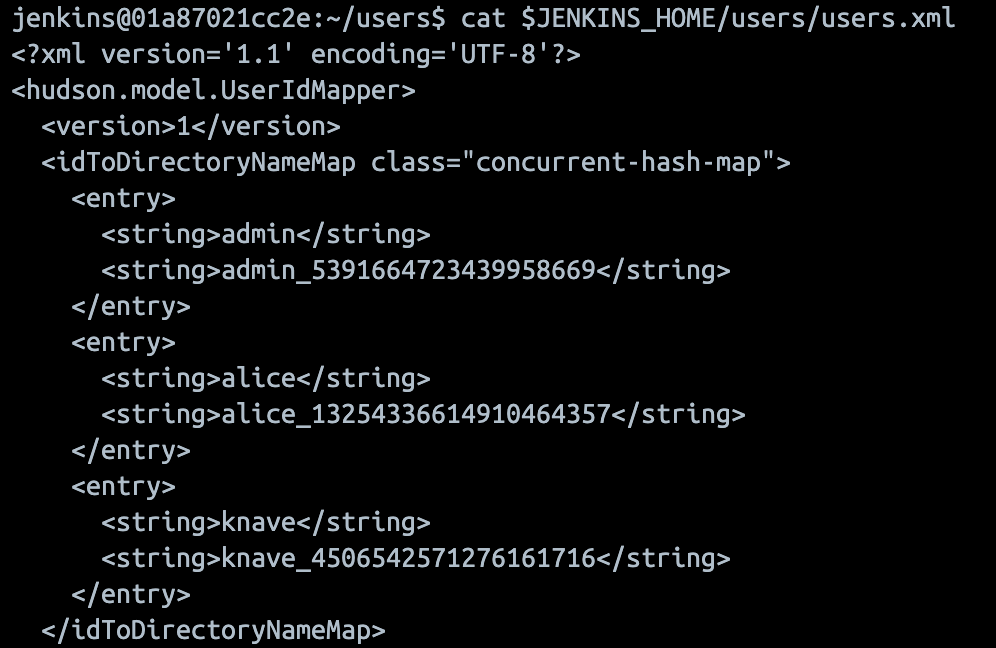 jenkins@01a87021cc2e:~/users$ cat $JENKINS_HOME/users/users.xml
<?xml version='1.1' encoding='UTF-8'?>
<hudson.model.UserIdMapper>
  <version>1</version>
  <idToDirectoryNameMap class="concurrent-hash-map">
    <entry>
      <string>admin</string>
      <string>admin_5391664723439958669</string>
    </entry>
    <entry>
      <string>alice</string>
      <string>alice_13254336614910464357</string>
    </entry>
    <entry>
      <string>knave</string>
      <string>knave_4506542571276161716</string>
    </entry>
  </idToDirectoryNameMap>